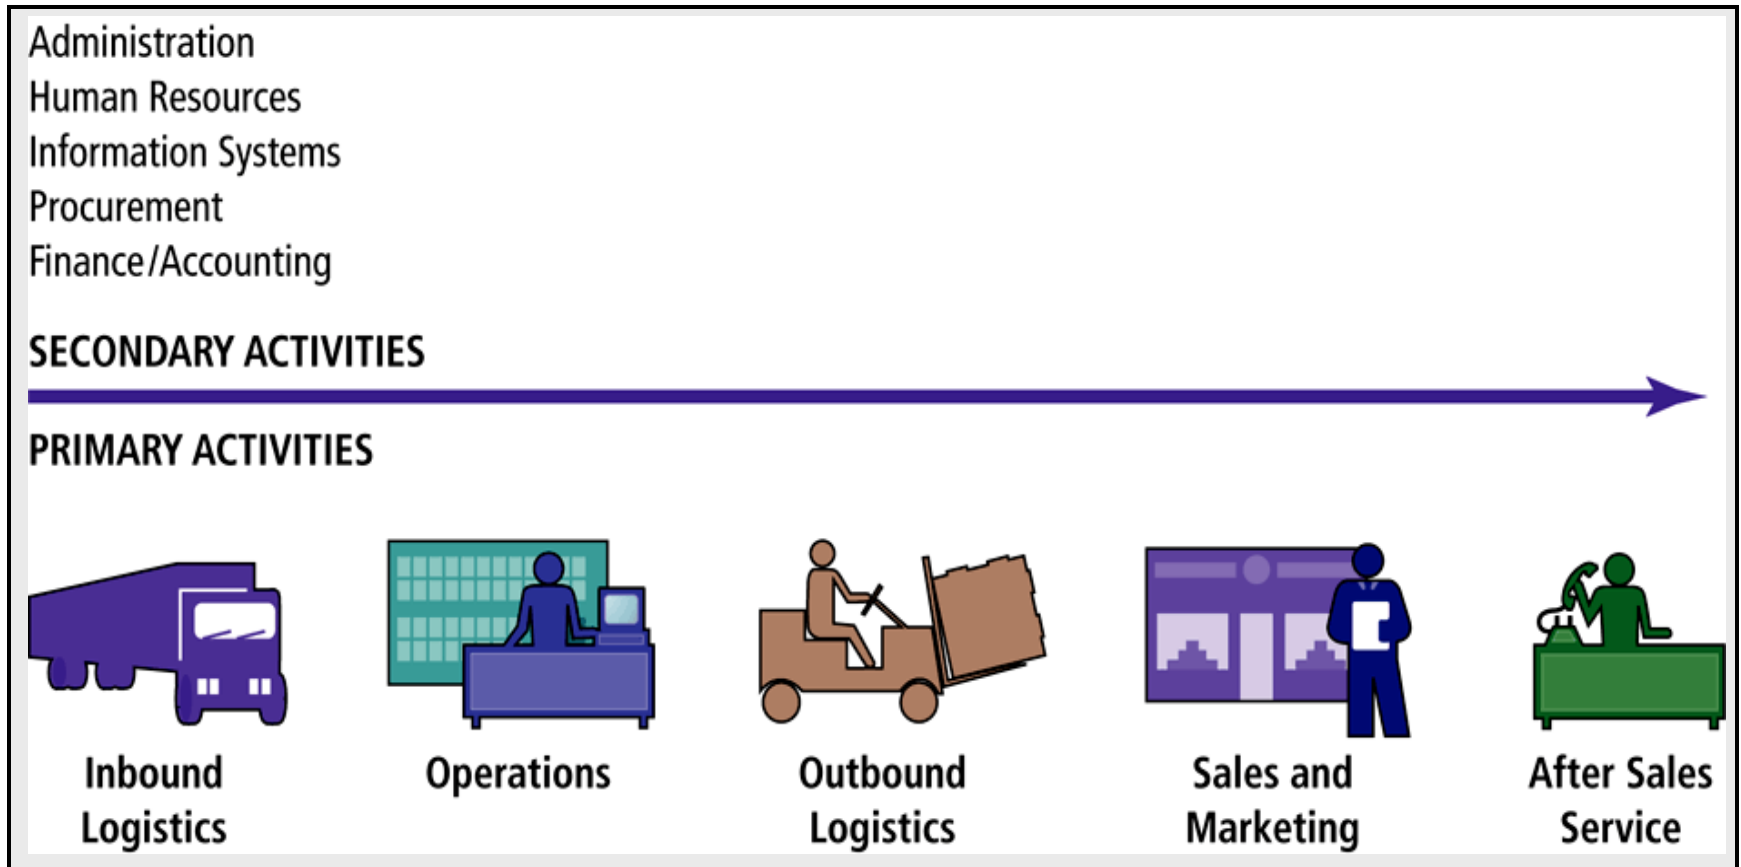 Administration
Human Resources
Information Systems
Procurement
Finance/Accounting
SECONDARY ACTIVITIES
PRIMARY ACTIVITIES
Inbound
Logistics
Operations
Outbound
Logistics
Sales and
Marketing
After Sales
Service